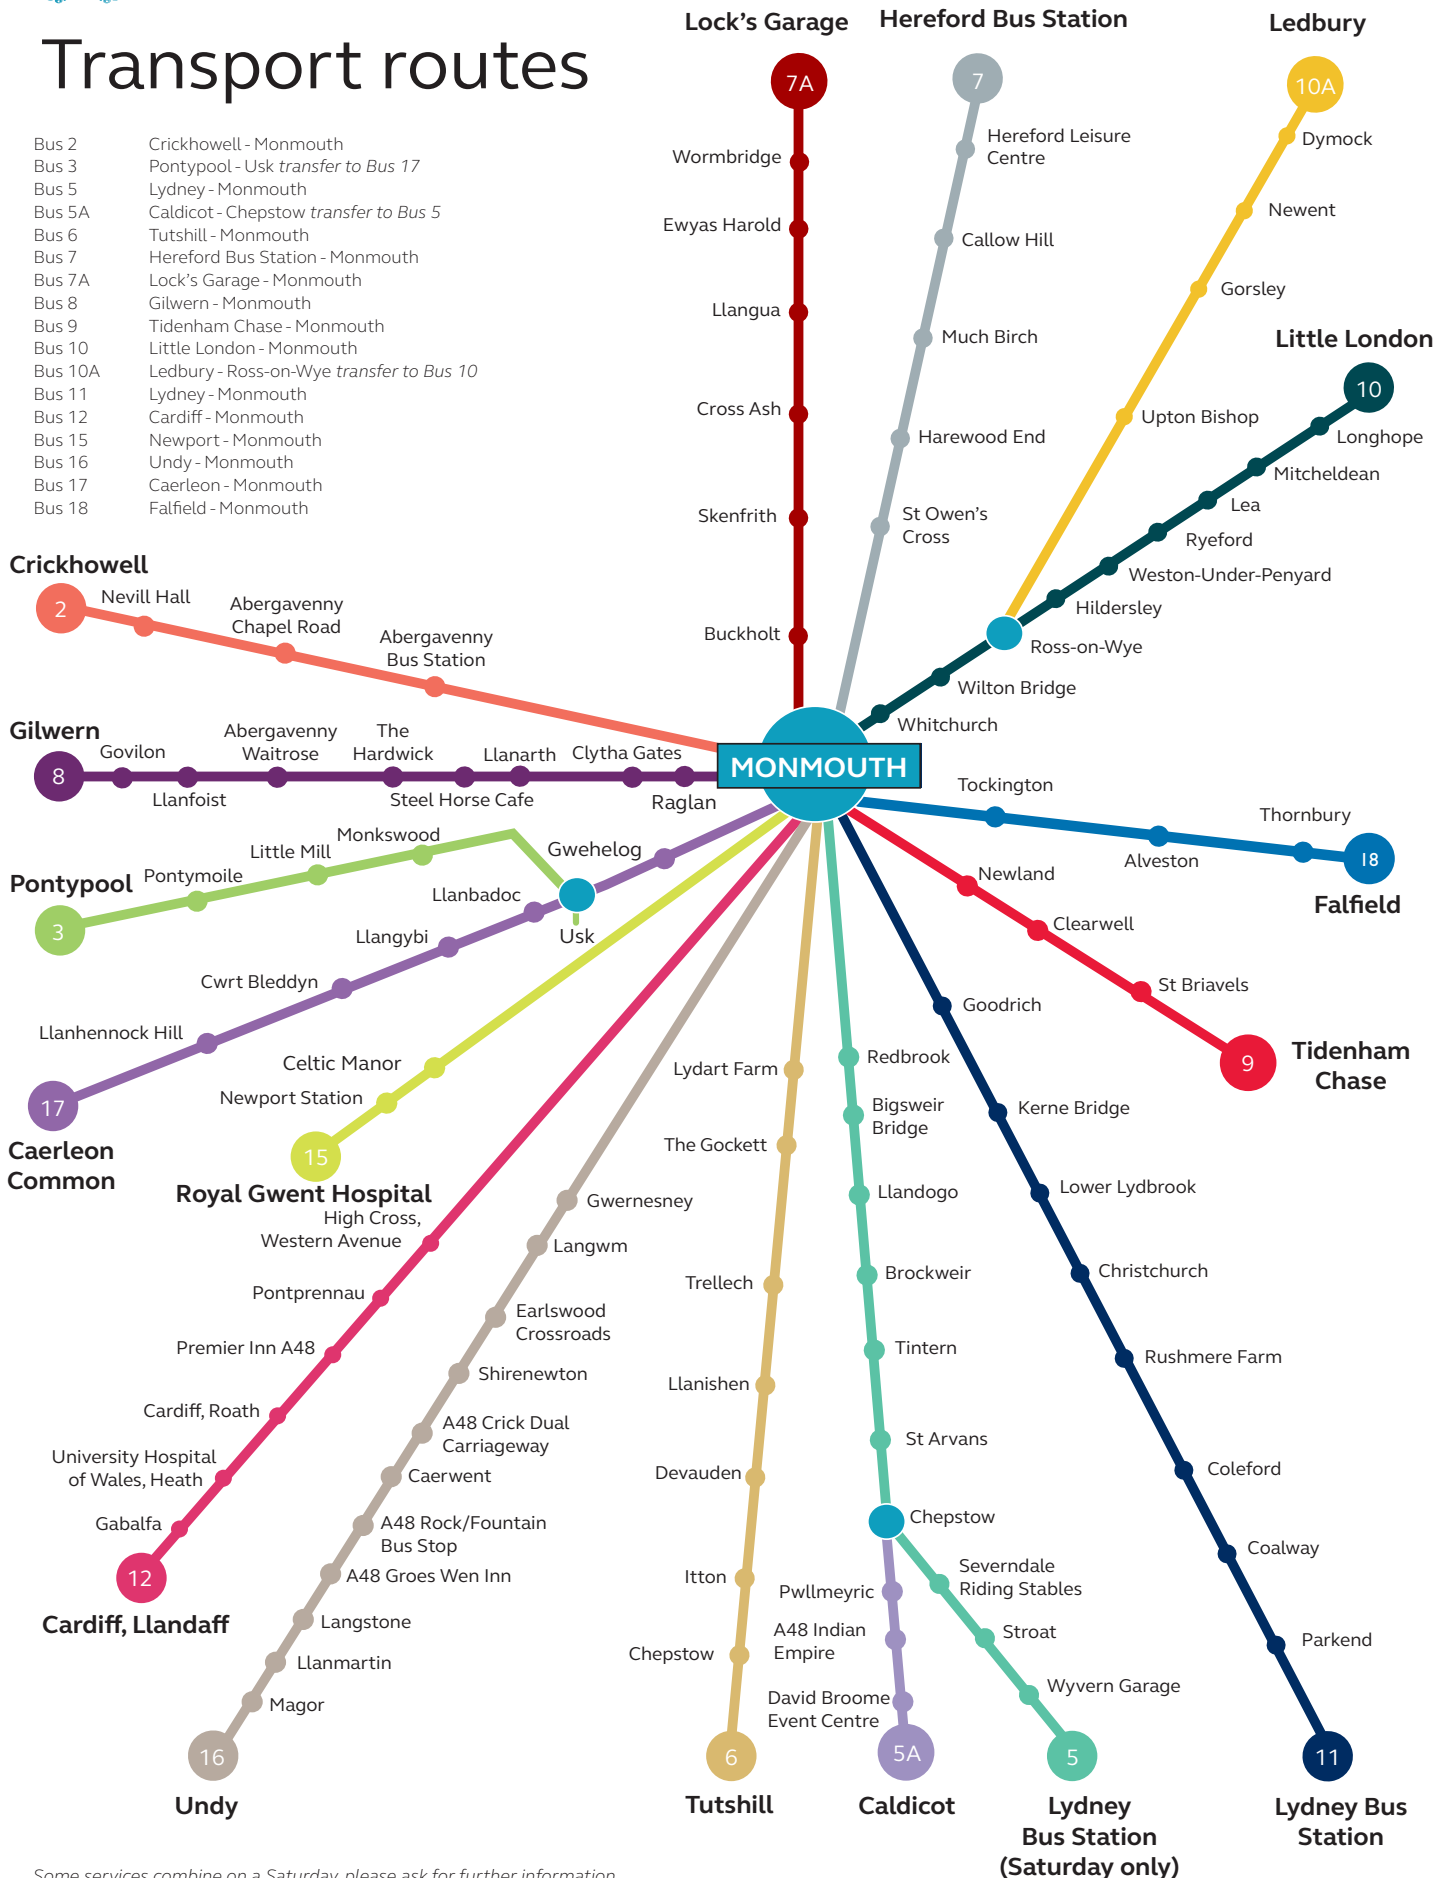 Transport routes
Bus 2 Crickhowell - Monmouth
Bus 3 Pontypool - Usk transfer to Bus 17
Bus 5 Lydney - Monmouth
Bus 5A Caldicot - Chepstow transfer to Bus 5
Bus 6 Tutshill - Monmouth
Bus 7 Hereford Bus Station - Monmouth
Bus 7A Lock's Garage - Monmouth
Bus 8 Gilwern - Monmouth
Bus 9 Tidenham Chase - Monmouth
Bus 10 Little London - Monmouth
Bus 10A Ledbury - Ross-on-Wye transfer to Bus 10
Bus 11 Lydney - Monmouth
Bus 12 Cardiff - Monmouth
Bus 15 Newport - Monmouth
Bus 16 Undy - Monmouth
Bus 17 Caerleon - Monmouth
Bus 18 Falfield - Monmouth
Lock's Garage
7A
Wormbridge
Ewyas Harold
Llangua
Cross Ash
Skenfrith
Buckholt
Hereford Bus Station
7
Hereford Leisure
Centre
Callow Hill
Much Birch
Harewood End
St Owen's
Cross
Ledbury
10A
Dymock
Newent
Gorsley
Upton Bishop
Little London
10
Longhope
Mitcheldean
Lea
Ryeford
Weston-Under-Penyard
Hildersley
Ross-on-Wye
Wilton Bridge
Whitchurch
Crickhowell
2
Nevill Hall
Abergavenny
Chapel Road
Abergavenny
Bus Station
Gilwern
8
Govilon
Llanfoist
Abergavenny
Waitrose
The
Hardwick
Steel Horse Cafe
Llanarth
Clytha Gates
Raglan
MONMOUTH
Tockington
Alveston
Thornbury
18
Falfield
Pontypool
3
Pontymoile
Little Mill
Monkswood
Usk
Gwehelog
Llanbadoc
Llangybi
Cwrt Bleddyn
Llanhennock Hill
17
Caerleon
Common
Celtic Manor
Newport Station
15
Royal Gwent Hospital
High Cross,
Western Avenue
Pontprennau
Premier Inn A48
Cardiff, Roath
University Hospital
of Wales, Heath
Gabalfa
12
Cardiff, Llandaff
Gwernesney
Langwm
Earlswood
Crossroads
Shirenewton
A48 Crick Dual
Carriageway
Caerwent
A48 Rock/Fountain
Bus Stop
A48 Groes Wen Inn
Langstone
Llanmartin
Magor
16
Undy
Lydart Farm
The Gockett
Trellech
Llanishen
Devauden
Itton
Chepstow
6
Tutshill
Redbrook
Bigsweir
Bridge
Llandogo
Brockweir
Tintern
St Arvans
Chepstow
Pwllmeyric
A48 Indian
Empire
David Broome
Event Centre
5A
Caldicot
Severndale
Riding Stables
Stroat
Wyvern Garage
5
Lydney
Bus Station
(Saturday only)
Newland
Clearwell
St Briavels
9
Tidenham
Chase
Goodrich
Kerne Bridge
Lower Lydbrook
Christchurch
Rushmere Farm
Coleford
Coalway
Parkend
11
Lydney Bus
Station
Some services combine on a Saturday, please ask for further information